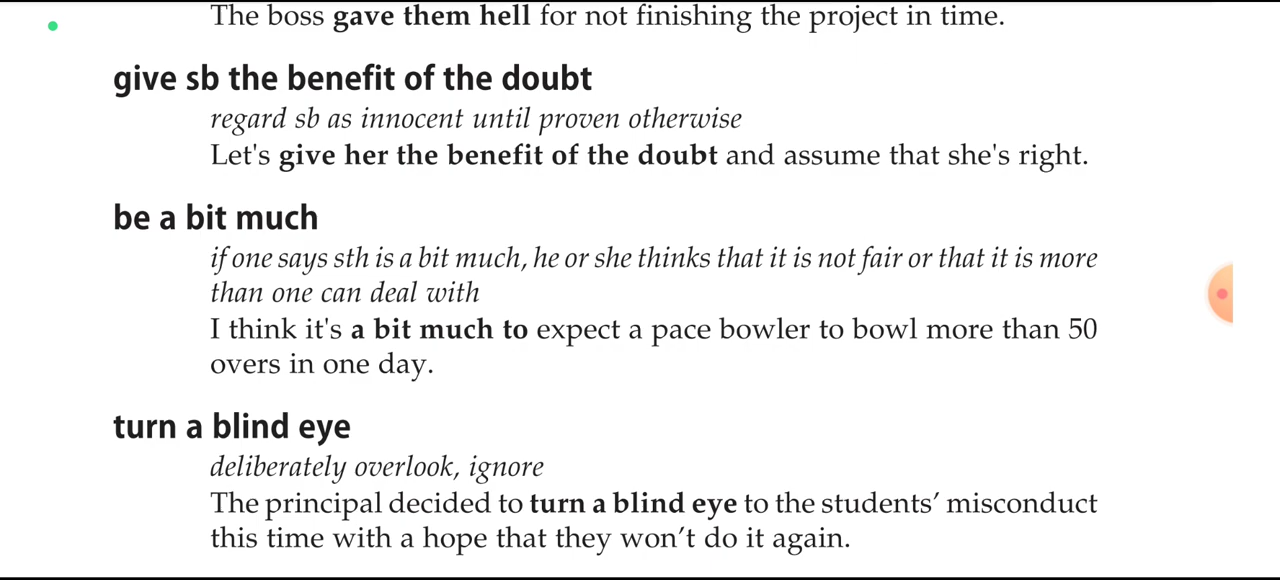 The boss gave them hell for not finishing the project in time.
give sb the benefit of the doubt
regard sb as innocent until proven otherwise
Let's give her the benefit of the doubt and assume that she's right.
be a bit much
if one says sth is a bit much, he or she thinks that it is not fair or that it is more
than one can deal with
I think it's a bit much to expect a pace bowler to bowl more than 50
overs in one day.
turn a blind eye
deliberately overlook, ignore
The principal decided to turn a blind eye to the students’ misconduct
this time with a hope that they won’t do it again.